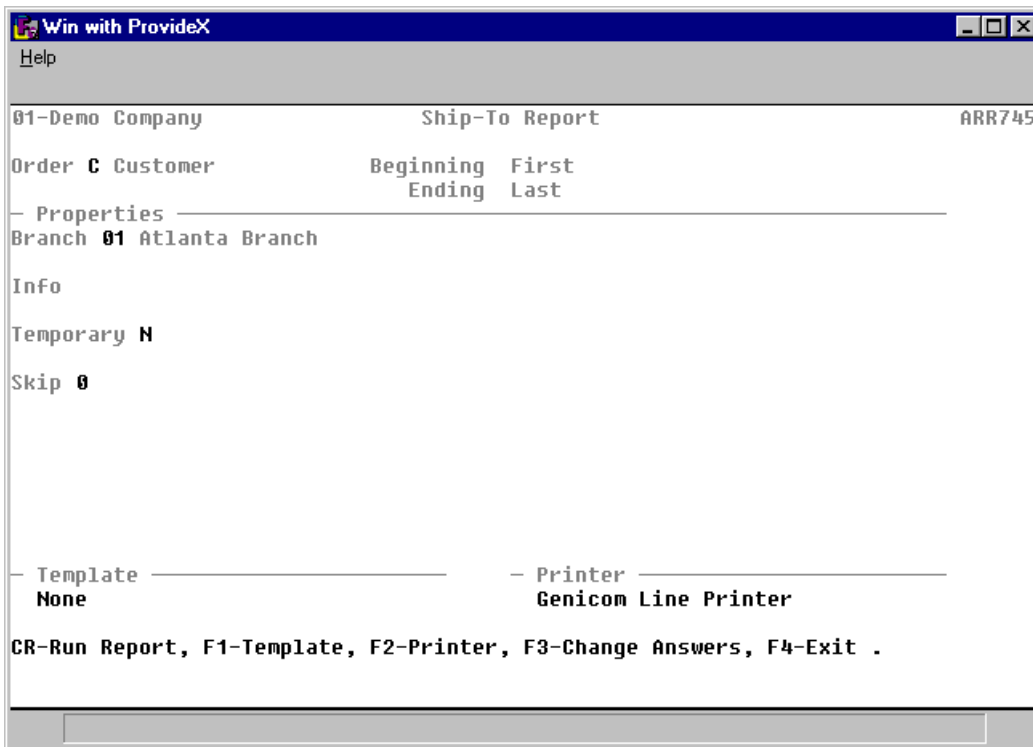 Win with ProvideX
Help
01-Demo Company Ship-To Report ARR745
Order C Customer Beginning First
Ending Last
Properties
Branch 01 Atlanta Branch
Info
Temporary N
Skip 0
Template Printer
None Genicom Line Printer
CR-Run Report, F1-Template, F2-Printer, F3-Change Answers, F4-Exit .